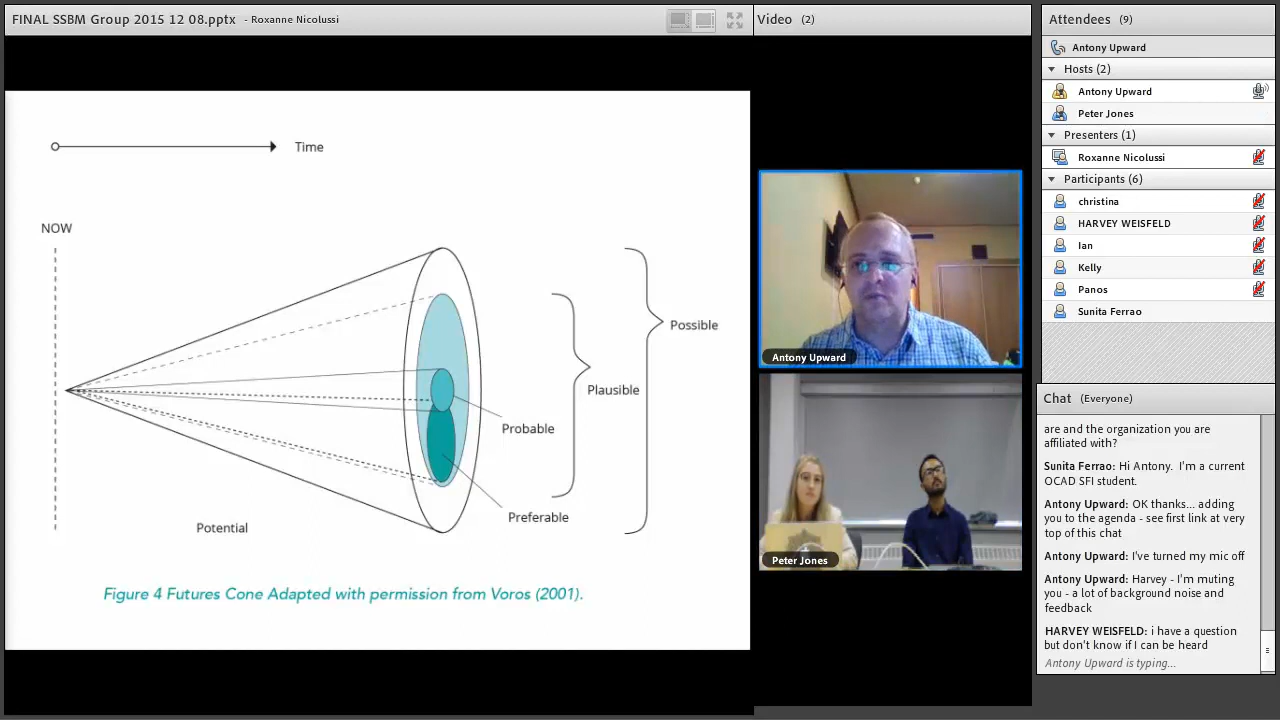 FINAL SSBM Group 2015 12 08.pptx - Roxanne Nicolussi
Time
NOW
Possible
Plausible
Probable
Preferable
Potential
Figure 4 Futures Cone Adapted with permission from Voros (2001).
Video (2)
Antony Upward
Peter Jones
Attendees (9)
Antony Upward
Hosts (2)
Antony Upward
Peter Jones
Presenters (1)
Roxanne Nicolussi
Participants (6)
christina
HARVEY WEISFELD
Ian
Kelly
Panos
Sunita Ferrao
Chat (Everyone)
are and the organization you are
affiliated with?
Sunita Ferrao: Hi Antony. I'm a current
OCAD SFI student.
Antony Upward: OK thanks... adding
you to the agenda - see first link at very
top of this chat
Antony Upward: I've turned my mic off
Antony Upward: Harvey - I'm muting
you - a lot of background noise and
feedback
HARVEY WEISFELD: i have a question
but don't know if I can be heard
Antony Upward is typing...